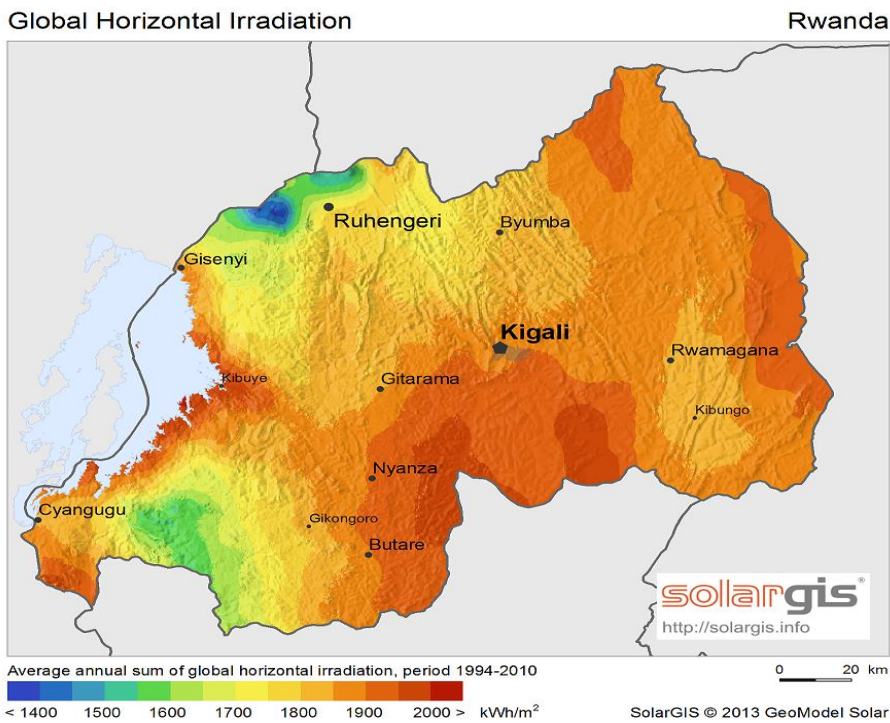 Global Horizontal Irradiation Rwanda
Ruhengeri
Byumba
Gisenyi
Kigali
Rwamagana
Kibuye
Gitarama
Kibungo
Nyanza
Cyangugu
Gikongoro
Butare
solargis®
http://solargis.info
Average annual sum of global horizontal irradiation, period 1994-2010
0 20 km
< 1400 1500 1600 1700 1800 1900 2000 > kWh/m²
SolarGIS © 2013 GeoModel Solar